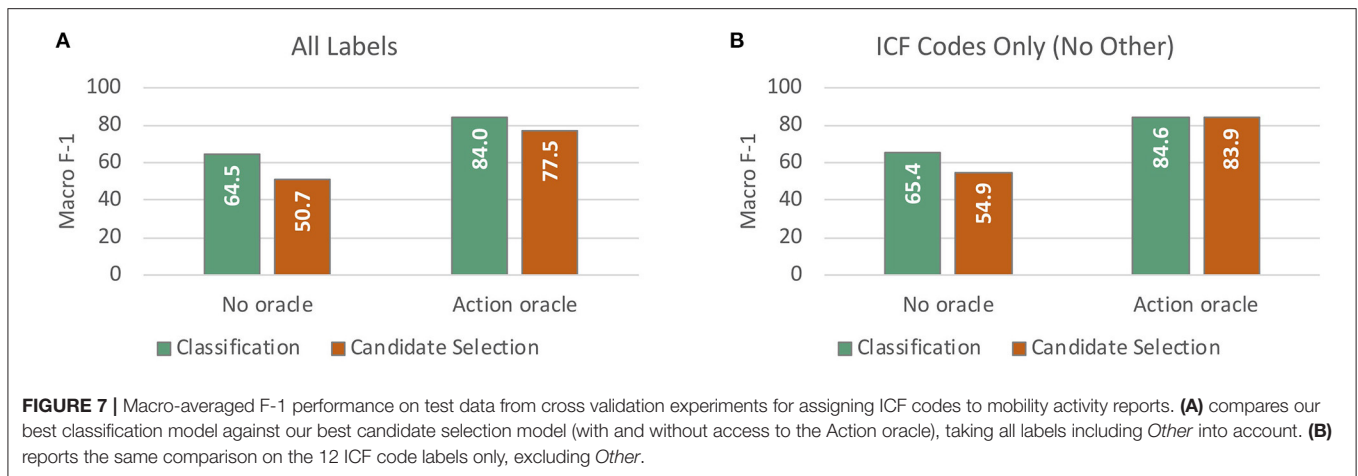 A
All Labels
Macro F-1
100
80
60
40
20
0
64.5
50.7
84.0
77.5
No oracle
Action oracle
Classification
Candidate Selection
B
ICF Codes Only (No Other)
Macro F-1
100
80
60
40
20
0
65.4
54.9
84.6
83.9
No oracle
Action oracle
Classification
Candidate Selection
FIGURE 7 | Macro-averaged F-1 performance on test data from cross validation experiments for assigning ICF codes to mobility activity reports. (A) compares our
best classification model against our best candidate selection model (with and without access to the Action oracle), taking all labels including Other into account. (B)
reports the same comparison on the 12 ICF code labels only, excluding Other.